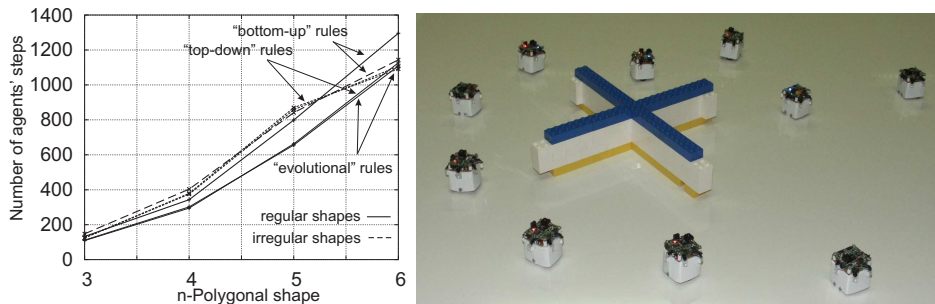 1400
"bottom-up" rules
1200
"top-down" rules
1000
800
600
"evolutional" rules
400
200
regular shapes
irregular shapes
0
3 4 5 6
n-Polygonal shape
Number of agents' steps